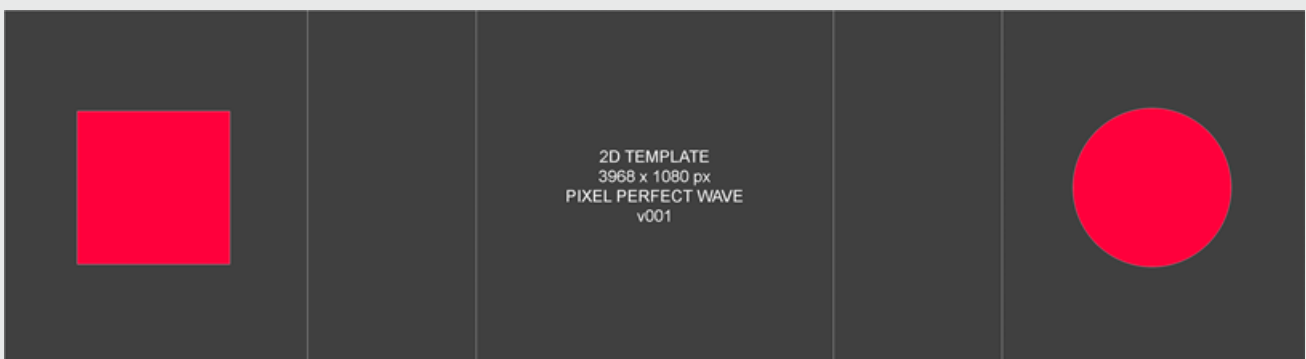 2D TEMPLATE
3968 x 1080 px
PIXEL PERFECT WAVE
v001